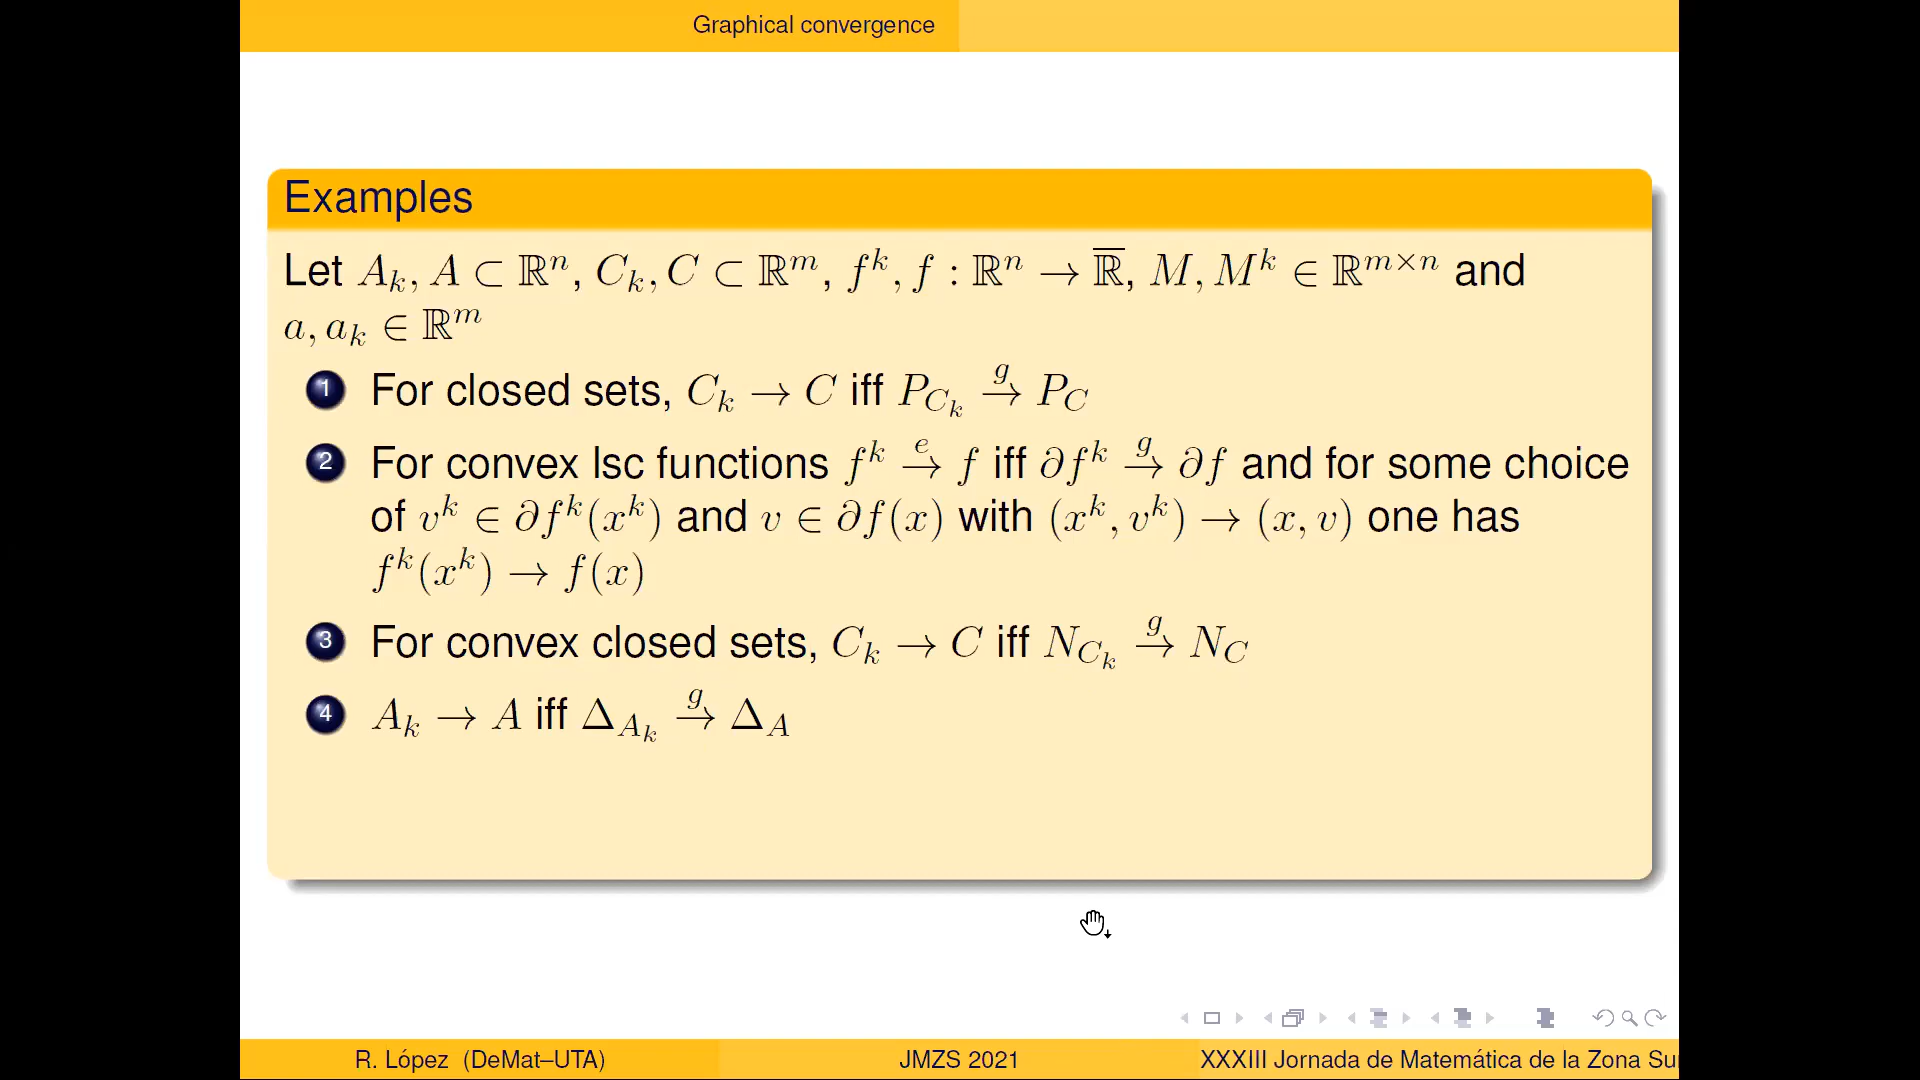 Graphical convergence
Examples
Let $A_k, A \subset \mathbb{R}^n$, $C_k, C \subset \mathbb{R}^m$, $f^k, f : \mathbb{R}^n \to \overline{\mathbb{R}}$, $M, M^k \in \mathbb{R}^{m \times n}$ and
$a, a_k \in \mathbb{R}^m$
1 For closed sets, $C_k \to C$ iff $P_{C_k} \xrightarrow{g} P_C$
2 For convex lsc functions $f^k \xrightarrow{e} f$ iff $\partial f^k \xrightarrow{g} \partial f$ and for some choice
of $v^k \in \partial f^k(x^k)$ and $v \in \partial f(x)$ with $(x^k, v^k) \to (x, v)$ one has
$f^k(x^k) \to f(x)$
3 For convex closed sets, $C_k \to C$ iff $N_{C_k} \xrightarrow{g} N_C$
4 $A_k \to A$ iff $\Delta_{A_k} \xrightarrow{g} \Delta_A$
R. López (DeMat–UTA) JMZS 2021 XXXIII Jornada de Matemática de la Zona Su